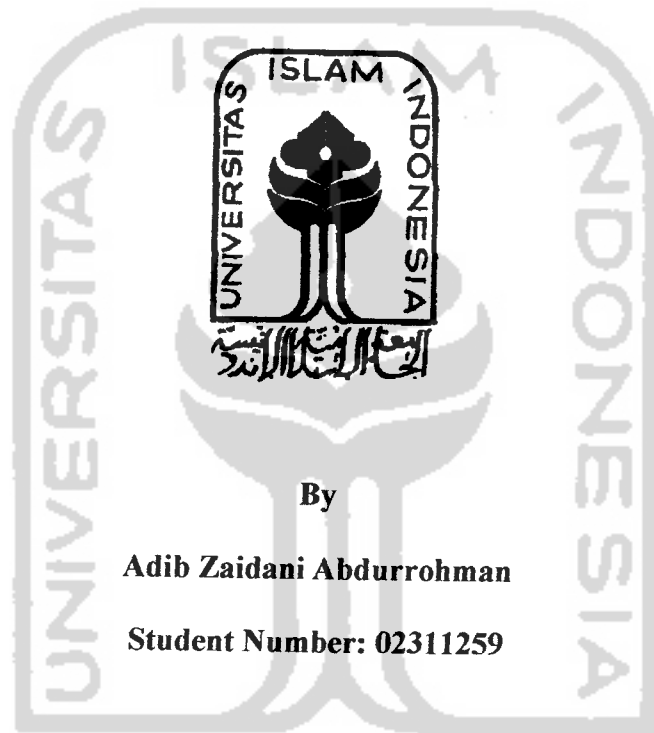 ISLAM
UNIVERSITAS
INDONESIA
By
Adib Zaidani Abdurrohman
Student Number: 02311259